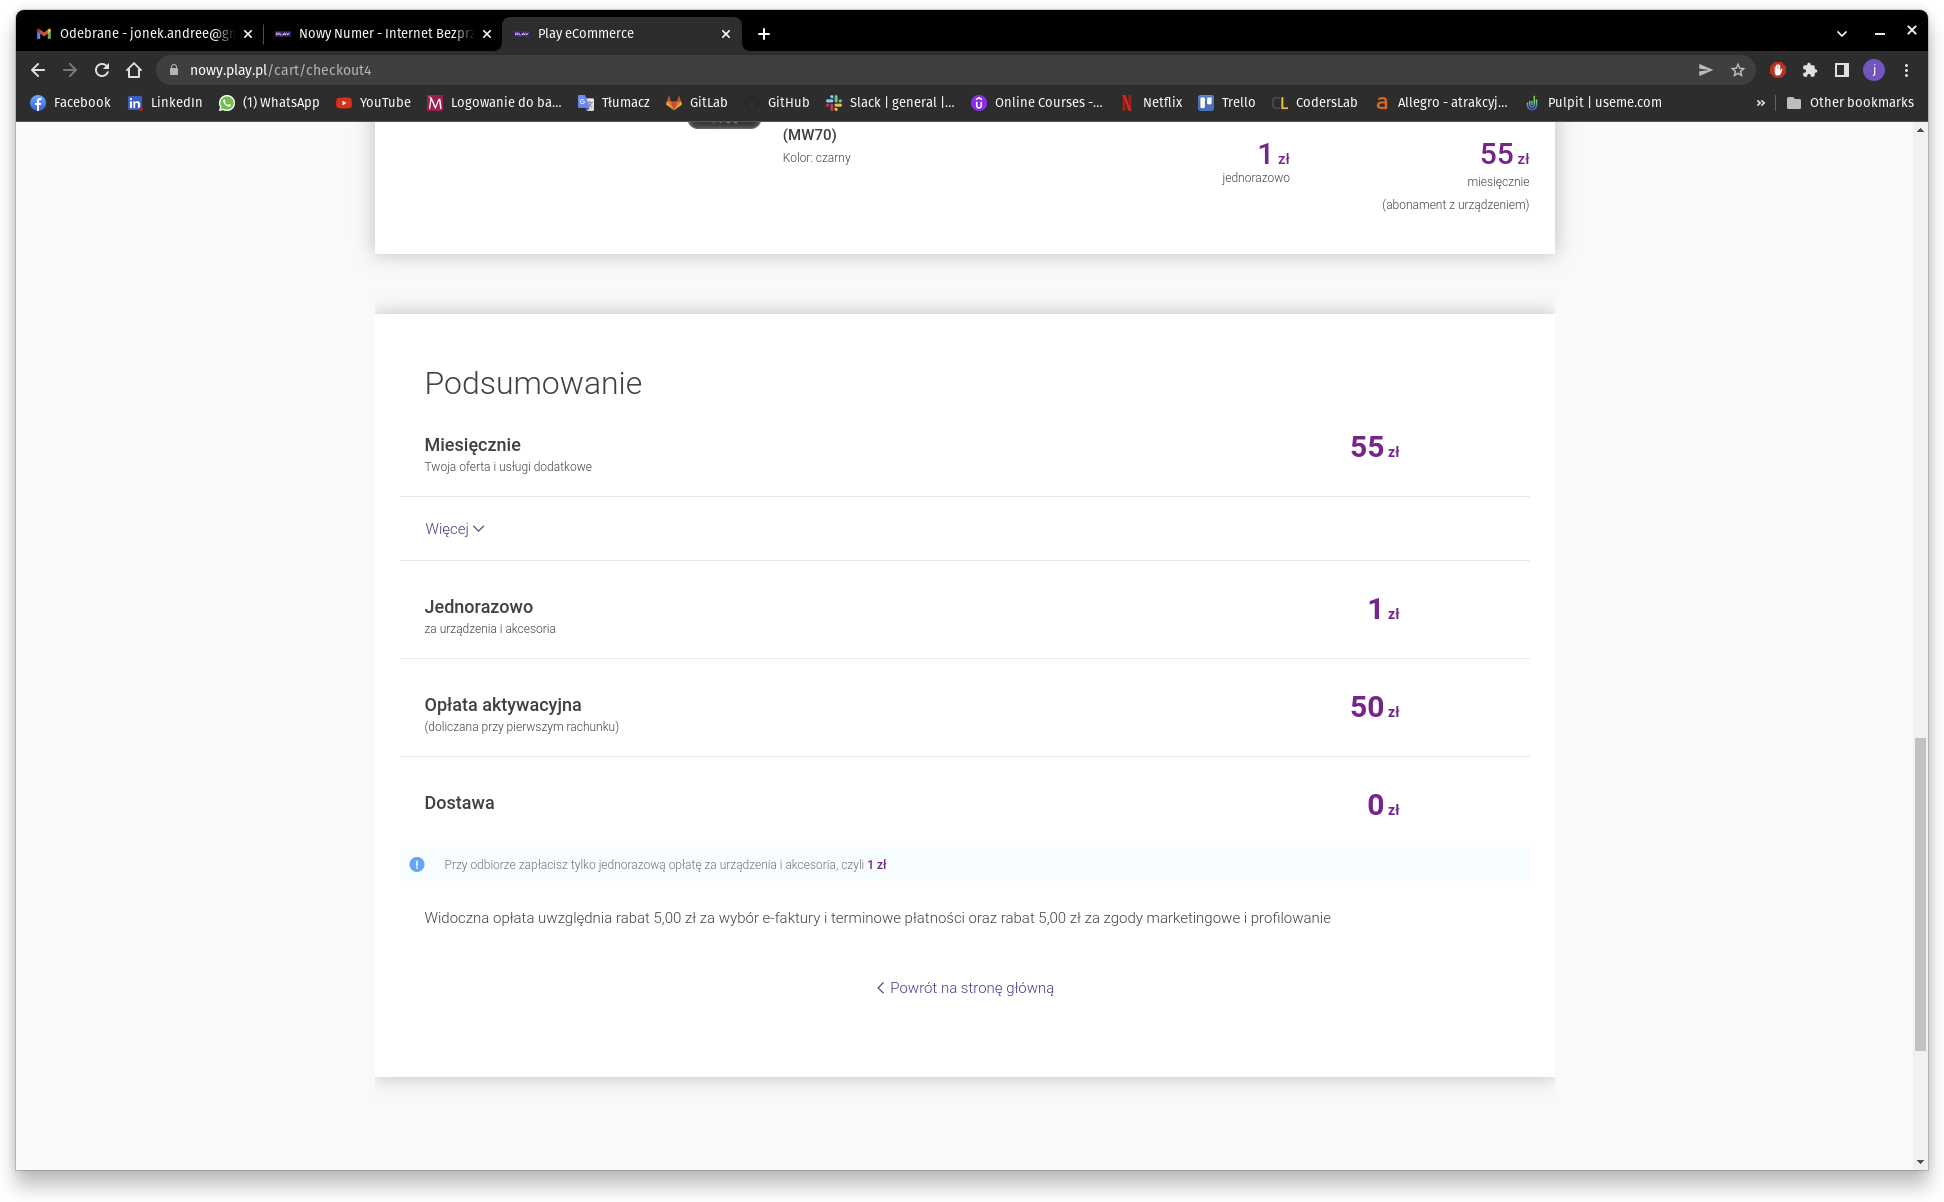 Odebrane - jonek.andree@g
Nowy Numer - Internet Bezprz
Play eCommerce
nowy.play.pl/cart/checkout4
j
Facebook
LinkedIn
(1) WhatsApp
YouTube
Logowanie do ba...
Tłumacz
GitLab
GitHub
Slack | general |...
Online Courses -...
Netflix
Trello
CodersLab
Allegro - atrakcyj...
Pulpit | useme.com
»
Other bookmarks
(MW70)
Kolor: czarny
1 zł
jednorazowo
55 zł
miesięcznie
(abonament z urządzeniem)
Podsumowanie
Miesięcznie
55 zł
Twoja oferta i usługi dodatkowe
Więcej
Jednorazowo
1 zł
za urządzenia i akcesoria
Opłata aktywacyjna
50 zł
(doliczana przy pierwszym rachunku)
Dostawa
0 zł
Przy odbiorze zapłacisz tylko jednorazową opłatę za urządzenia i akcesoria, czyli 1 zł
Widoczna opłata uwzględnia rabat 5,00 zł za wybór e-faktury i terminowe płatności oraz rabat 5,00 zł za zgody marketingowe i profilowanie
Powrót na stronę główną